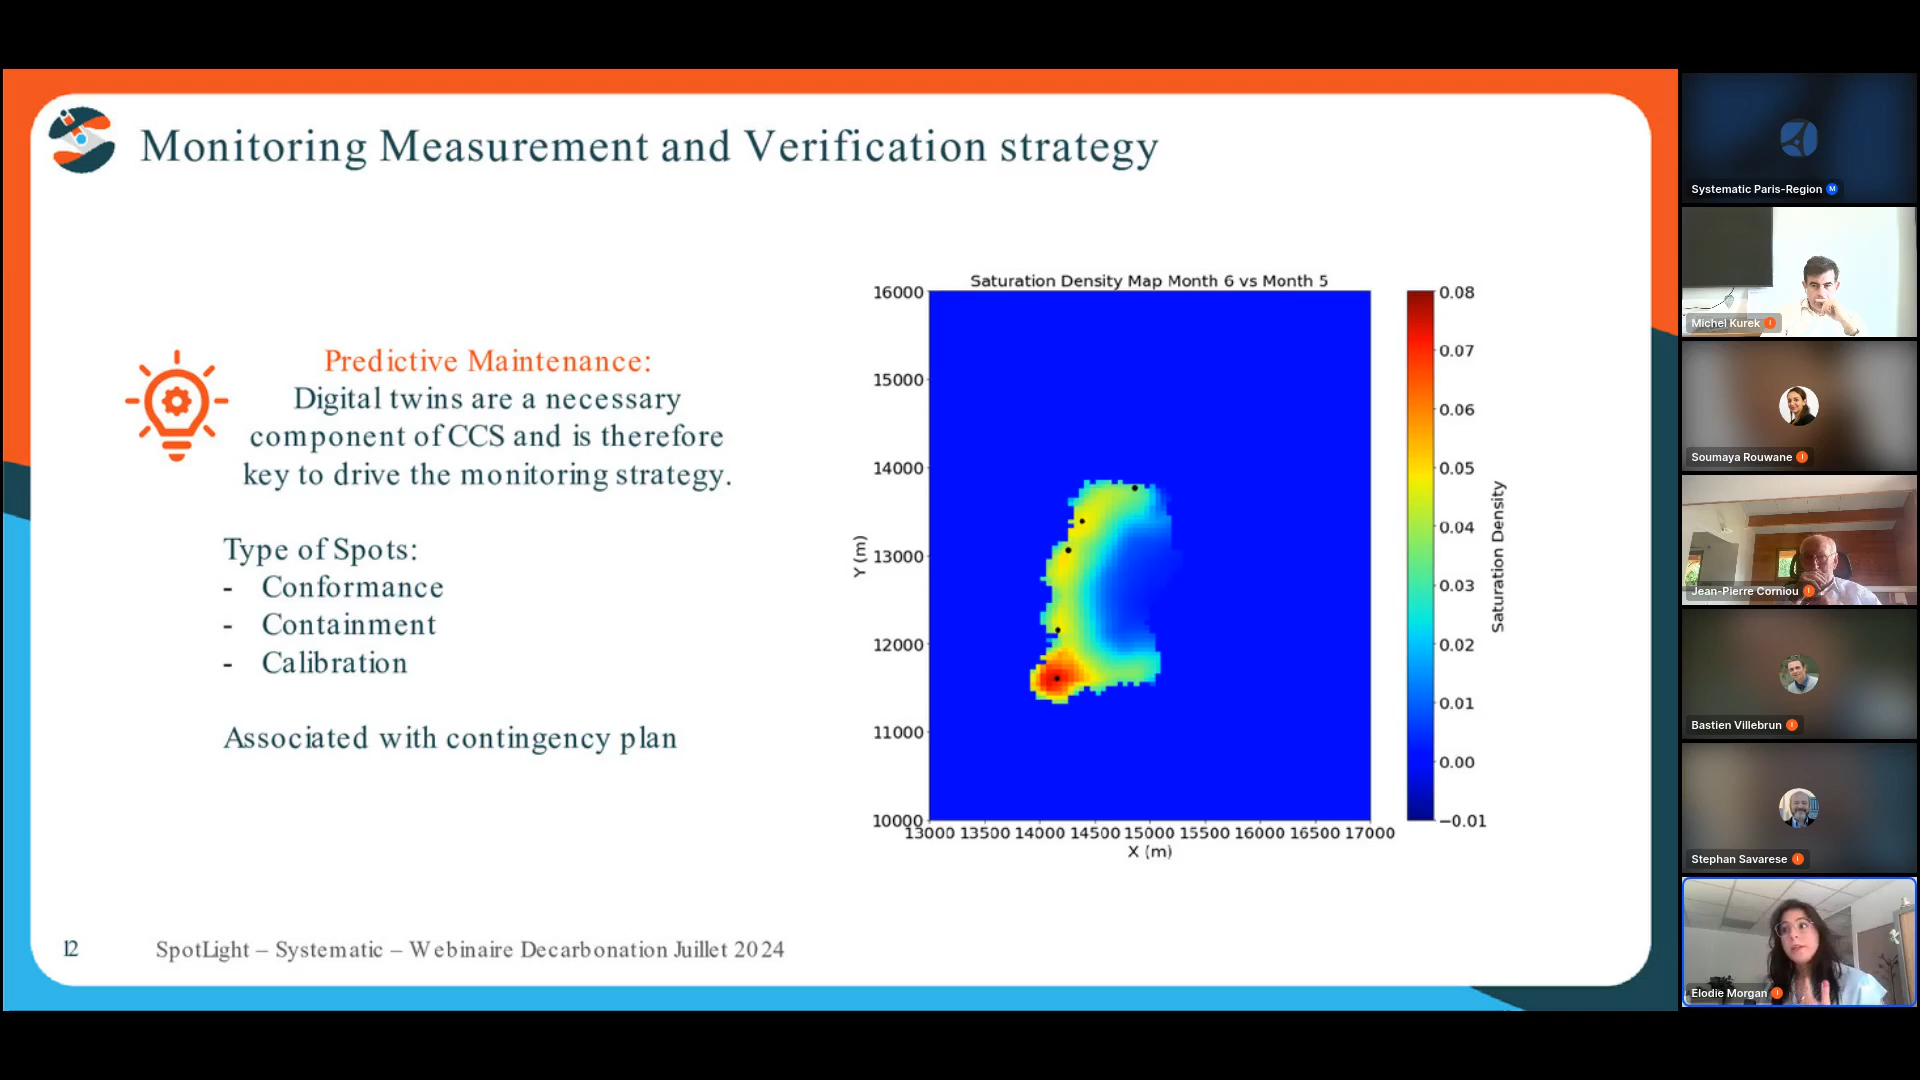 Monitoring Measurement and Verification strategy
Predictive Maintenance:
Digital twins are a necessary
component of CCS and is therefore
key to drive the monitoring strategy.
Type of Spots:
- Conformance
- Containment
- Calibration
Associated with contingency plan
Saturation Density Map Month 6 vs Month 5
16000
15000
14000
13000
12000
11000
10000
Y (m)
13000 13500 14000 14500 15000 15500 16000 16500 17000
X (m)
0.08
0.07
0.06
0.05
0.04
0.03
0.02
0.01
0.00
−0.01
Saturation Density
12
SpotLight – Systematic – Webinaire Decarbonation Juillet 2024
Systematic Paris-Region M
Michel Kurek I
Soumaya Rouwane I
Jean-Pierre Corniou I
Bastien Villebrun I
Stephan Savarese I
Elodie Morgan I